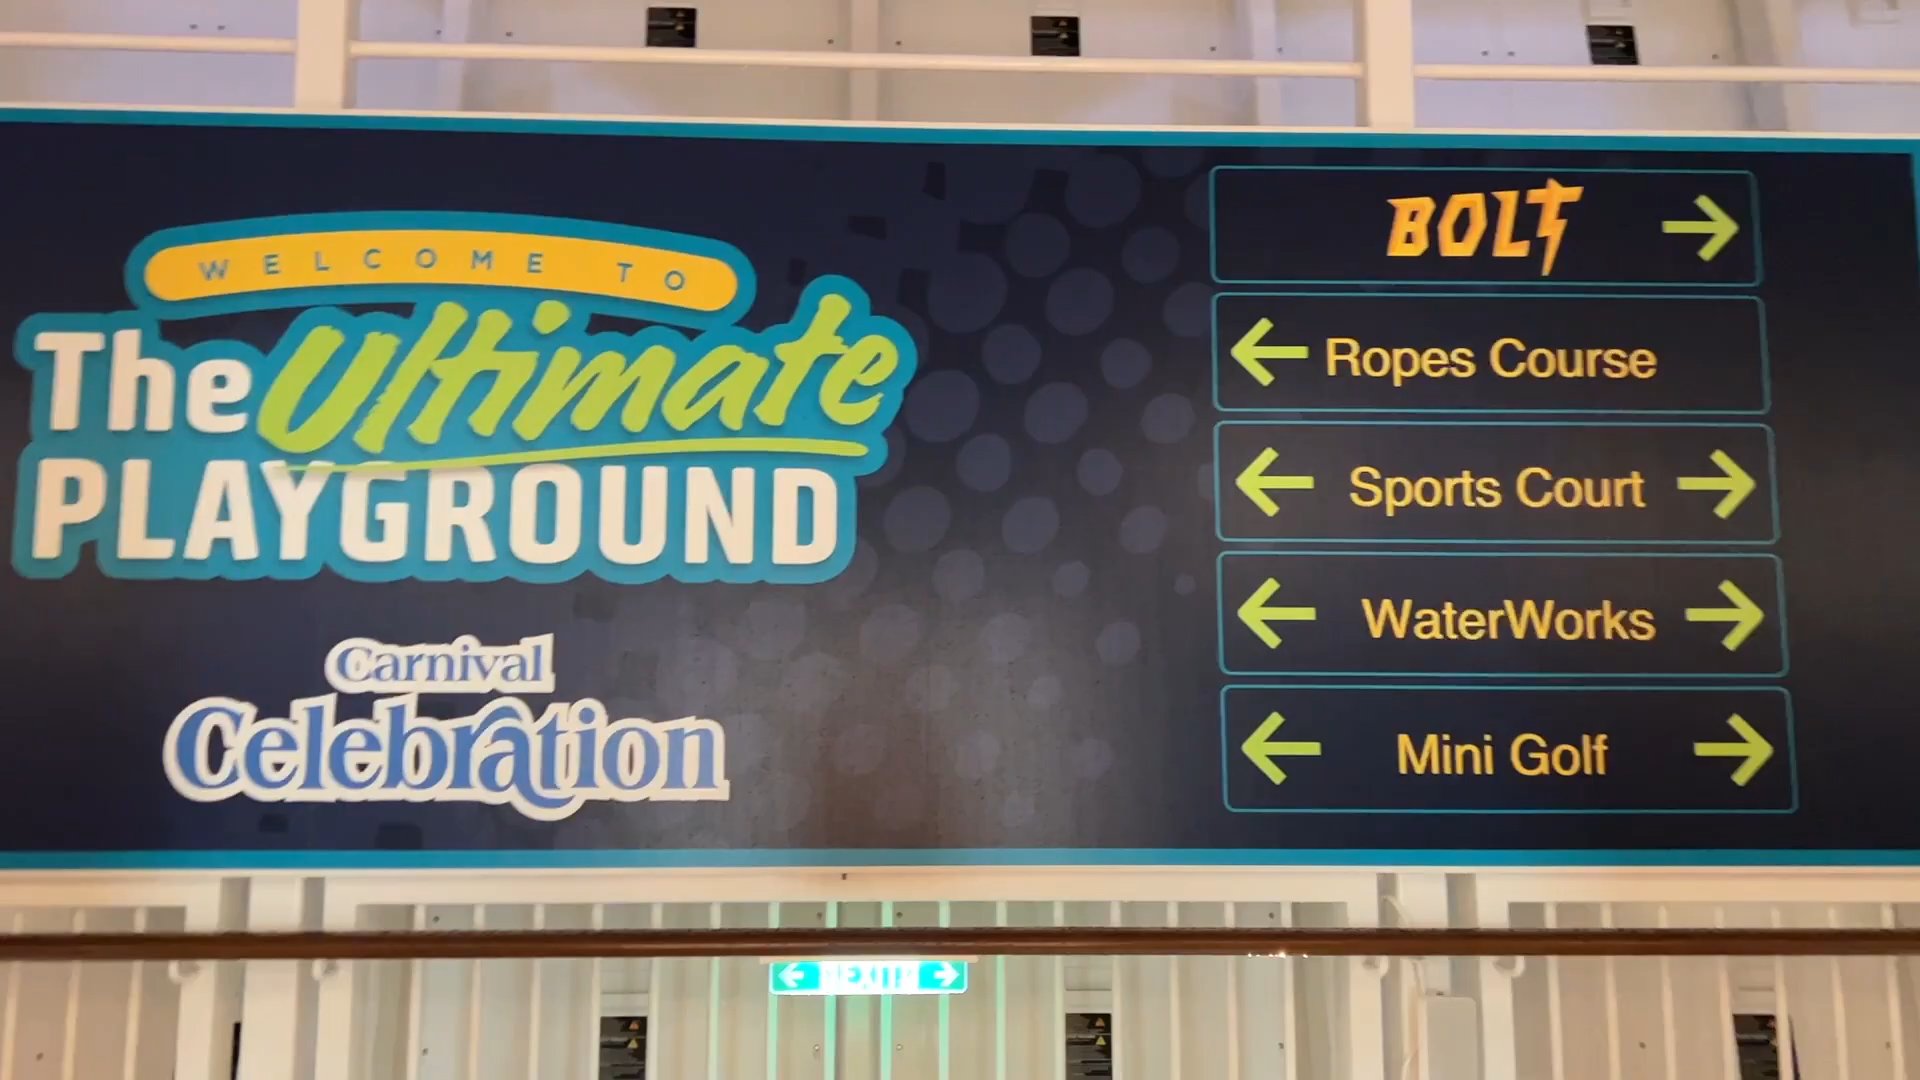 WELCOME TO
The Ultimate
PLAYGROUND
Carnival
Celebration
BOLT
Ropes Course
Sports Court
WaterWorks
Mini Golf
EXIT